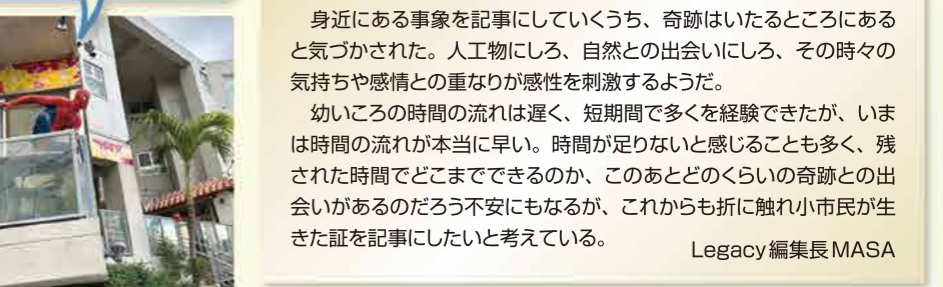 身近にある事象を記事にしていくうち、奇跡はいたるところにある
と気づかされた。人工物にしろ、自然との出会いにしろ、その時々の
気持ちや感情との重なりが感性を刺激するようだ。
幼いころの時間の流れは遅く、短期間で多くを経験できたが、いま
は時間の流れが本当に早い。時間が足りないと感じることも多く、残
された時間でどこまでできるのか、このあとどのくらいの奇跡との出
会いがあるのだろう不安にもなるが、これからも折に触れ小市民が生
きた証を記事にしたいと考えている。
Legacy編集長MASA